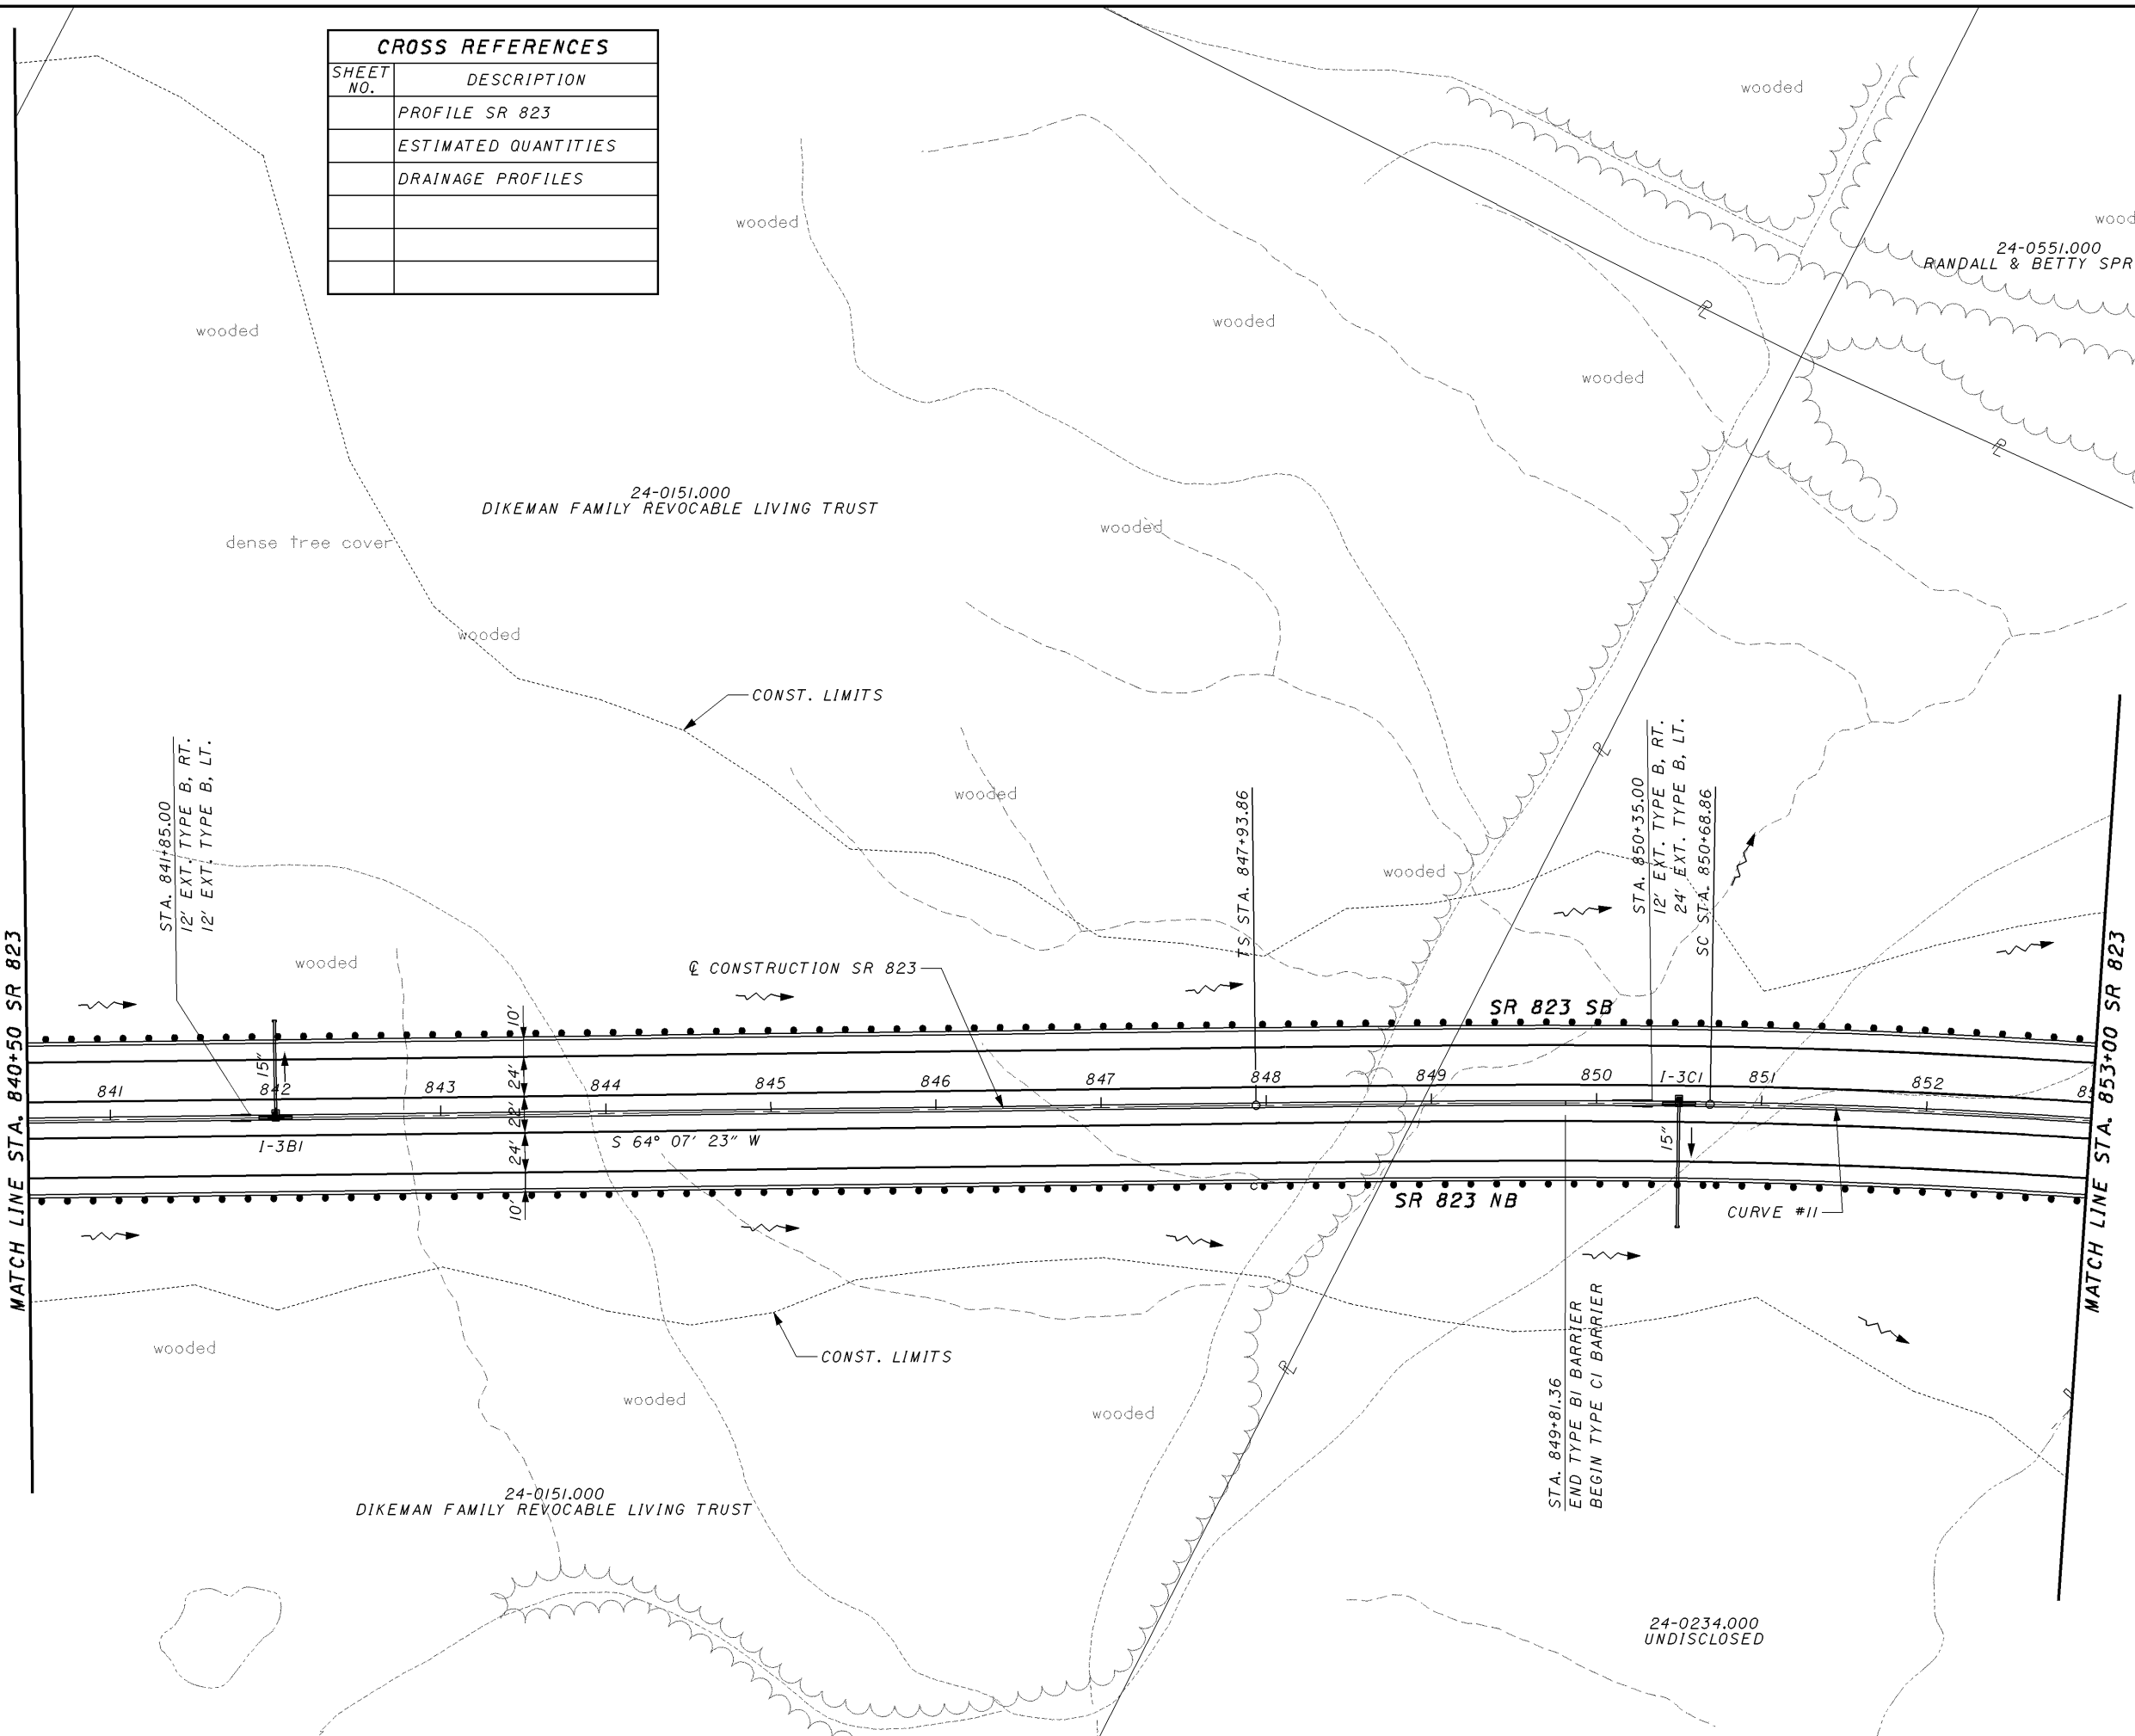 CROSS REFERENCES
SHEET NO.
DESCRIPTION
PROFILE SR 823
ESTIMATED QUANTITIES
DRAINAGE PROFILES
wooded
wooded
24-0551.000
RANDALL & BETTY SPR
wooded
wooded
wooded
wooded
24-0151.000
DIKEMAN FAMILY REVOCABLE LIVING TRUST
wooded
dense tree cover
wooded
CONST. LIMITS
wooded
wooded
STA. 841+85.00
12' EXT. TYPE B, RT.
12' EXT. TYPE B, LT.
TS STA. 847+93.86
STA. 850+35.00
12' EXT. TYPE B, RT.
24' EXT. TYPE B, LT.
SC STA. 850+68.86
MATCH LINE STA. 840+50 SR 823
MATCH LINE STA. 853+00 SR 823
wooded
℄ CONSTRUCTION SR 823
SR 823 SB
10'
24'
22'
24'
10'
15"
841
842
843
844
845
846
847
848
849
850
I-3C1
851
852
I-3B1
S 64° 07' 23" W
15"
SR 823 NB
CURVE #11
CONST. LIMITS
wooded
wooded
wooded
STA. 849+81.36
END TYPE B1 BARRIER
BEGIN TYPE C1 BARRIER
24-0151.000
DIKEMAN FAMILY REVOCABLE LIVING TRUST
24-0234.000
UNDISCLOSED